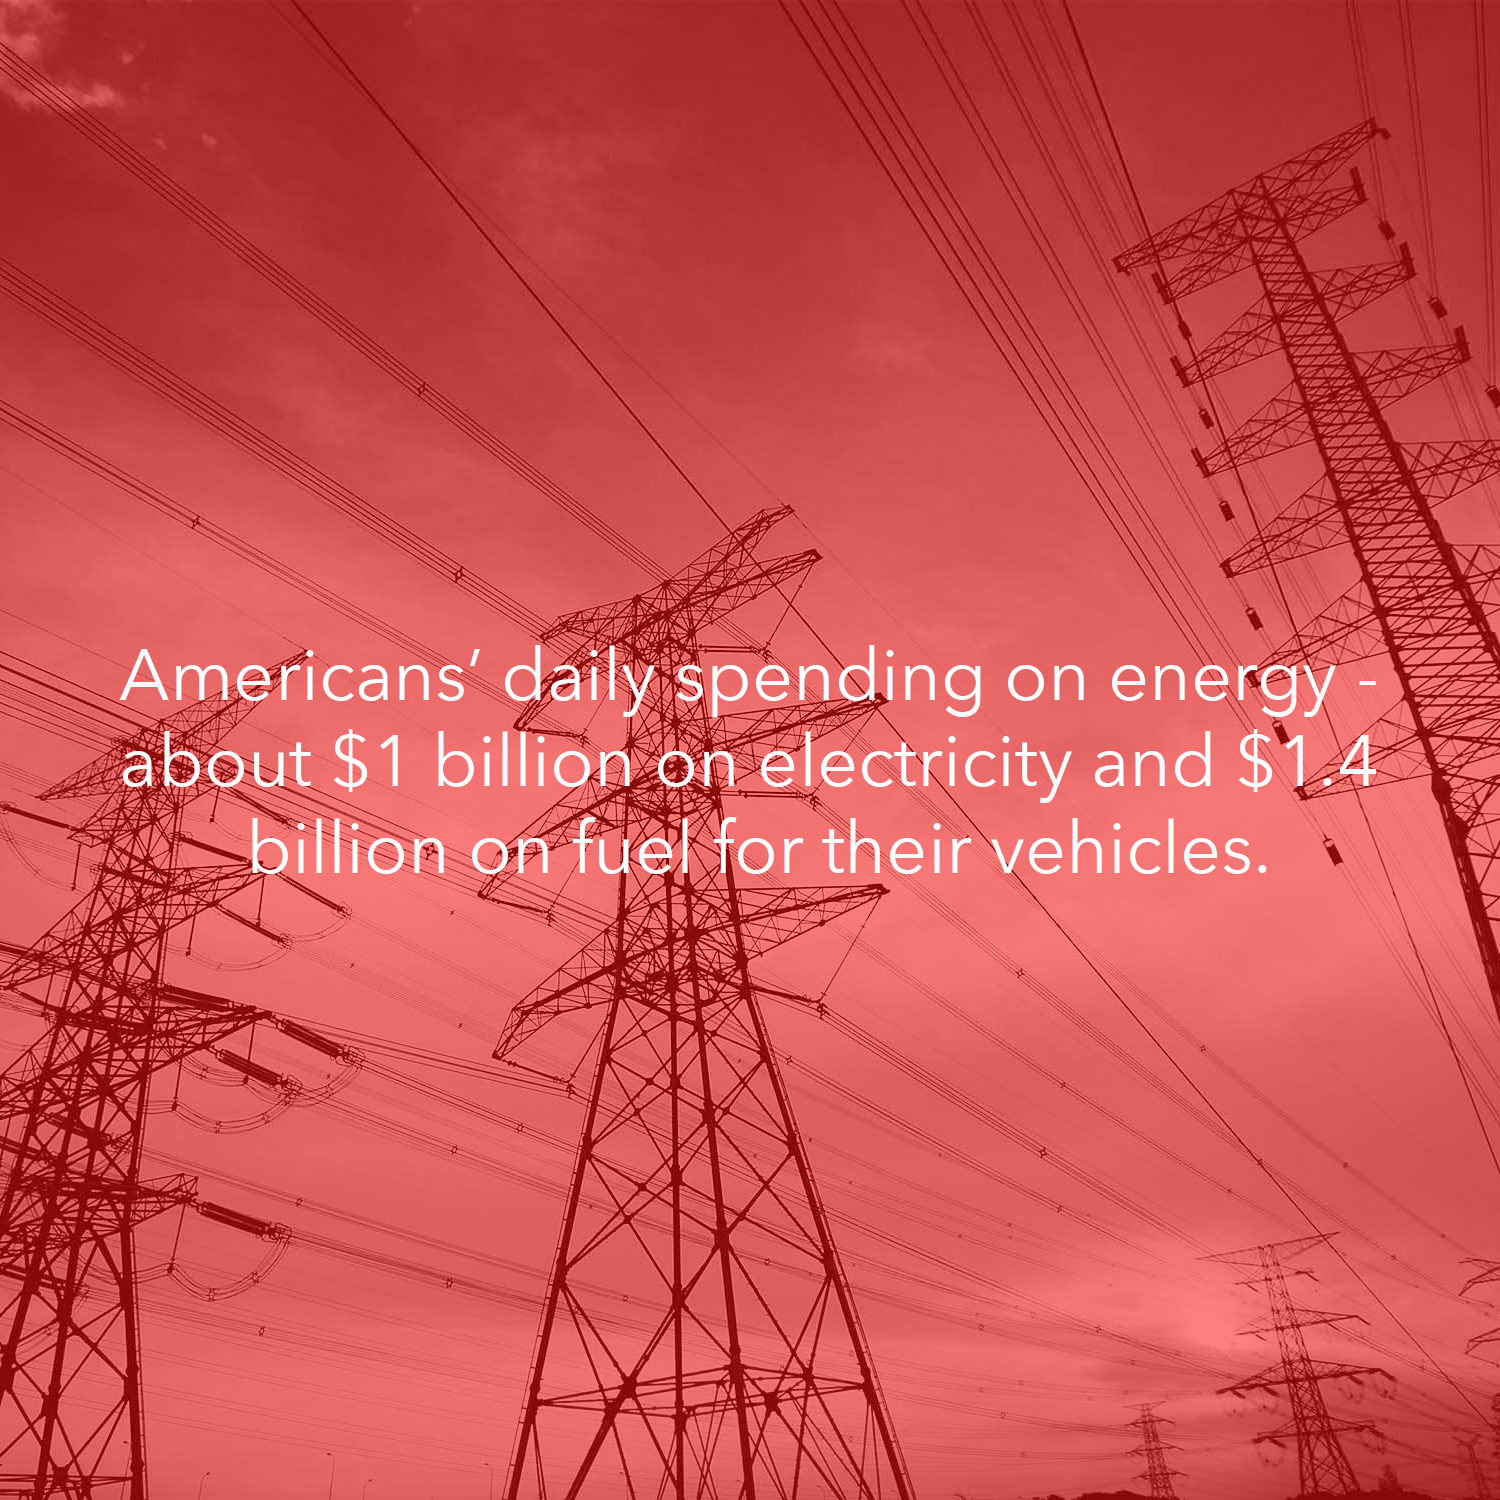 Americans’ daily spending on energy -
about $1 billion on electricity and $1.4
billion on fuel for their vehicles.